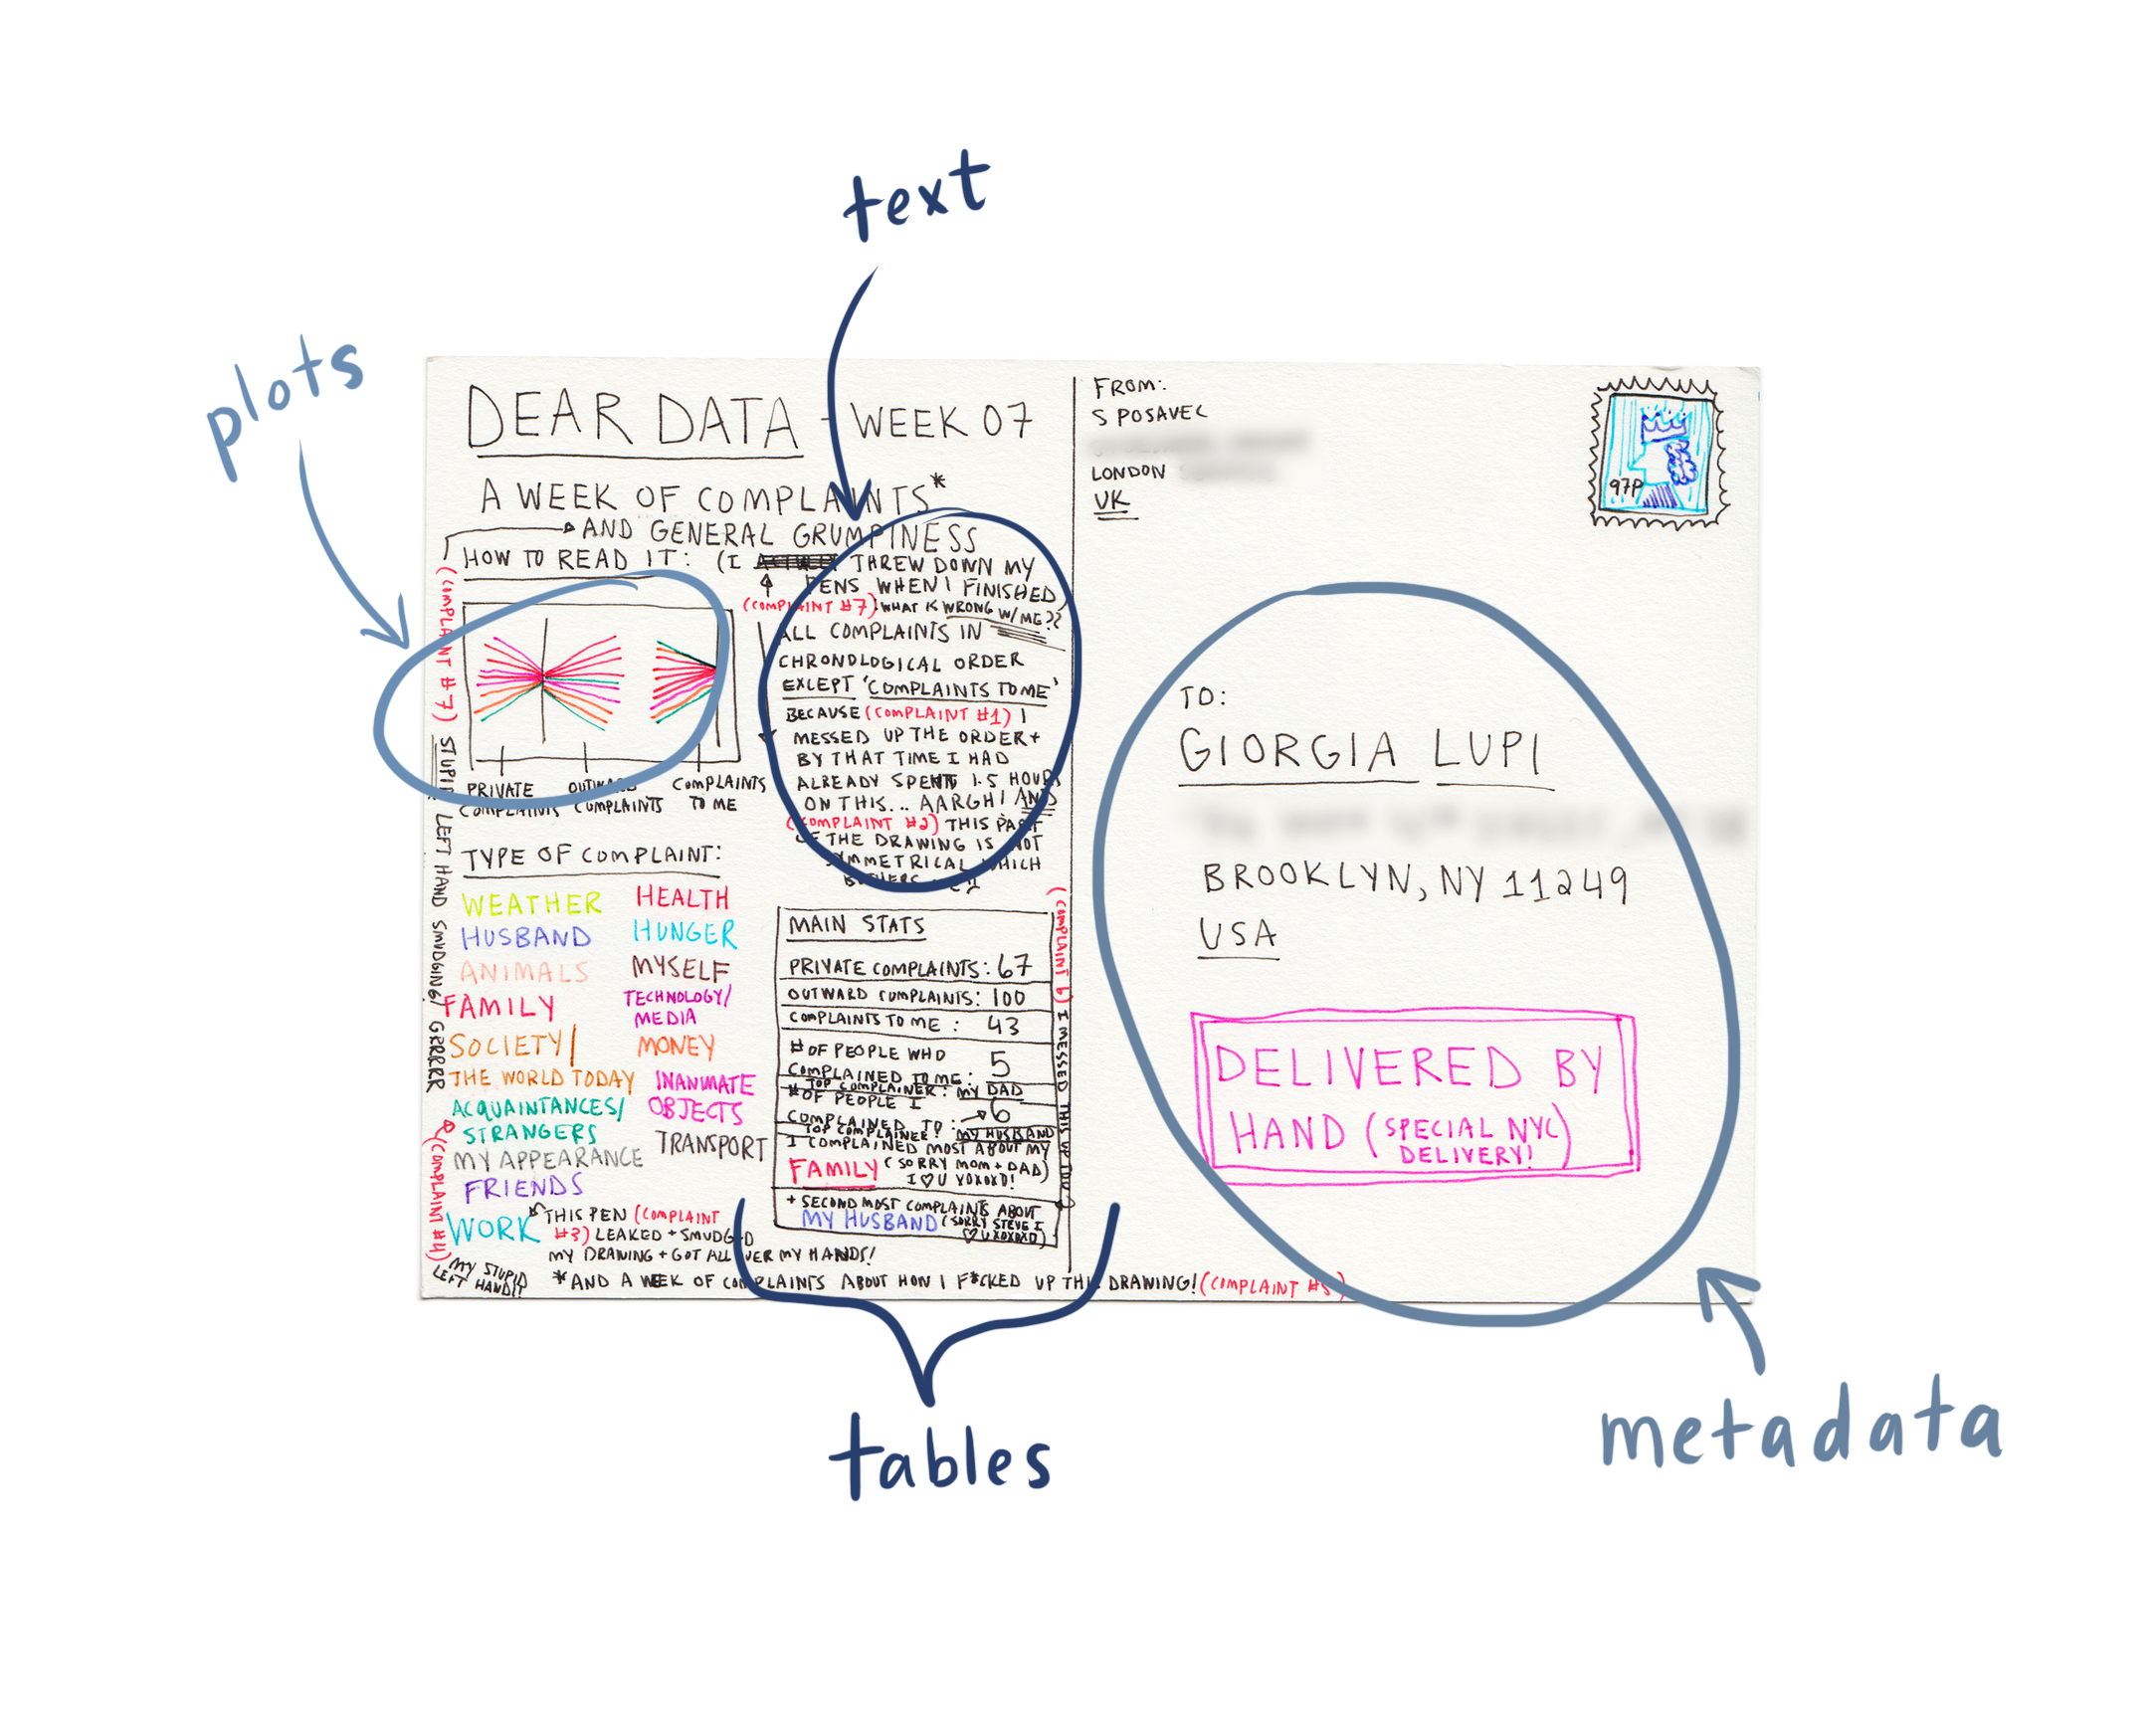 text
plots
DEAR DATA - WEEK 07
A WEEK OF COMPLAINTS*
AND GENERAL GRUMPINESS
HOW TO READ IT: (I THREW DOWN MY
PENS WHEN I FINISHED)
(COMPLAINT #7) WHAT IS WRONG W/ME??
ALL COMPLAINTS IN
CHRONOLOGICAL ORDER
EXCEPT 'COMPLAINTS TO ME'
BECAUSE (COMPLAINT #1) I
MESSED UP THE ORDER +
BY THAT TIME I HAD
ALREADY SPENT 1.5 HOURS
ON THIS... AARGH! AND
(COMPLAINT #2) THIS PART
OF THE DRAWING IS NOT
SYMMETRICAL WHICH
BOTHERS
PRIVATE
COMPLAINTS
OUTWARD
COMPLAINTS
COMPLAINTS
TO ME
(COMPLAINT #7) STUPID LEFT HAND SMUDGING! GRRRRR
TYPE OF COMPLAINT:
WEATHER
HUSBAND
ANIMALS
FAMILY
SOCIETY/
THE WORLD TODAY
ACQUAINTANCES/
STRANGERS
MY APPEARANCE
FRIENDS
WORK
HEALTH
HUNGER
MYSELF
TECHNOLOGY/
MEDIA
MONEY
INANIMATE
OBJECTS
TRANSPORT
THIS PEN (COMPLAINT
#3) LEAKED + SMUDGED
MY DRAWING + GOT ALL OVER MY HANDS!
(COMPLAINT #4)
MY STUPID
LEFT HAND!!
*AND A WEEK OF COMPLAINTS ABOUT HOW I F*CKED UP THIS DRAWING! (COMPLAINT #5)
MAIN STATS
PRIVATE COMPLAINTS: 67
OUTWARD COMPLAINTS: 100
COMPLAINTS TO ME: 43
# OF PEOPLE WHO
COMPLAINED TO ME: 5
TOP COMPLAINER: MY DAD
# OF PEOPLE I
COMPLAINED TO: → 6
TOP COMPLAINEE: MY HUSBAND
I COMPLAINED MOST ABOUT MY
FAMILY (SORRY MOM + DAD)
I ♡ U XOXOXO!
+ SECOND MOST COMPLAINTS ABOUT
MY HUSBAND (SORRY STEVE I
♡ U XOXOXO)
(COMPLAINT 6) I MESSED THIS UP TOO
FROM:
S POSAVEC
LONDON
UK
97P
TO:
GIORGIA LUPI
BROOKLYN, NY 11249
USA
DELIVERED BY
HAND (SPECIAL NYC
DELIVERY!)
tables
metadata